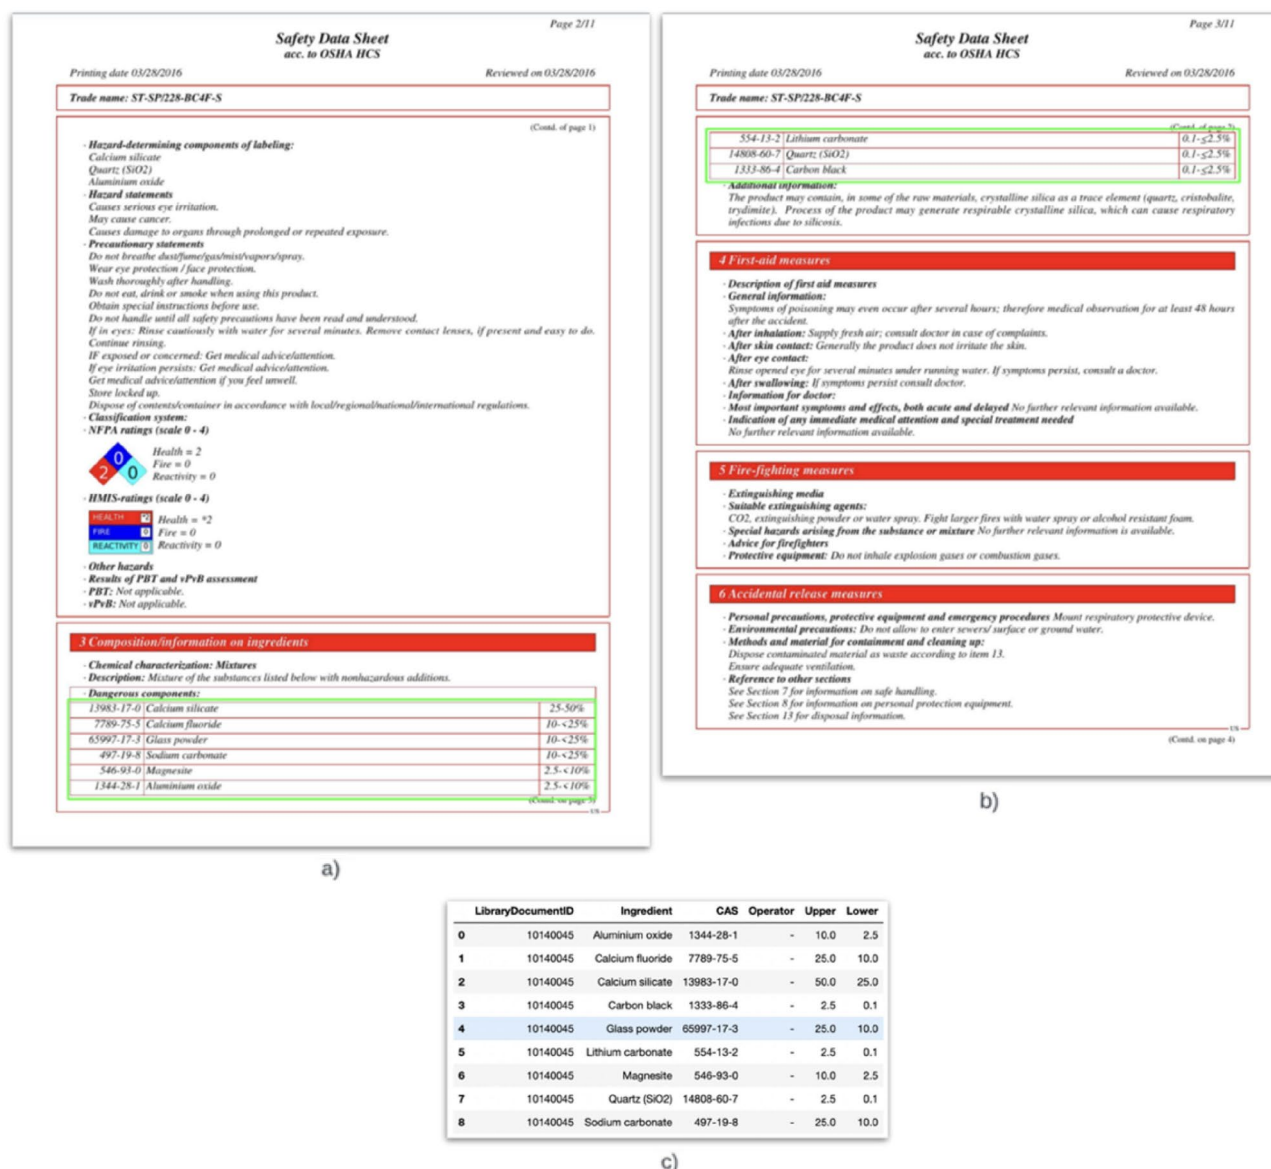 Page 2/11
Safety Data Sheet
acc. to OSHA HCS
Printing date 03/28/2016 Reviewed on 03/28/2016
Trade name: ST-SP/228-BC4F-S
(Contd. of page 1)
· Hazard-determining components of labeling:
Calcium silicate
Quartz (SiO2)
Aluminium oxide
· Hazard statements
Causes serious eye irritation.
May cause cancer.
Causes damage to organs through prolonged or repeated exposure.
· Precautionary statements
Do not breathe dust/fume/gas/mist/vapors/spray.
Wear eye protection / face protection.
Wash thoroughly after handling.
Do not eat, drink or smoke when using this product.
Obtain special instructions before use.
Do not handle until all safety precautions have been read and understood.
If in eyes: Rinse cautiously with water for several minutes. Remove contact lenses, if present and easy to do.
Continue rinsing.
IF exposed or concerned: Get medical advice/attention.
If eye irritation persists: Get medical advice/attention.
Get medical advice/attention if you feel unwell.
Store locked up.
Dispose of contents/container in accordance with local/regional/national/international regulations.
· Classification system:
· NFPA ratings (scale 0 - 4)
0
2 0
Health = 2
Fire = 0
Reactivity = 0
· HMIS-ratings (scale 0 - 4)
HEALTH *2 Health = *2
FIRE 0 Fire = 0
REACTIVITY 0 Reactivity = 0
· Other hazards
· Results of PBT and vPvB assessment
· PBT: Not applicable.
· vPvB: Not applicable.
3 Composition/information on ingredients
· Chemical characterization: Mixtures
· Description: Mixture of the substances listed below with nonhazardous additions.
· Dangerous components:
13983-17-0 Calcium silicate 25-50%
7789-75-5 Calcium fluoride 10-<25%
65997-17-3 Glass powder 10-<25%
497-19-8 Sodium carbonate 10-<25%
546-93-0 Magnesite 2.5-<10%
1344-28-1 Aluminium oxide 2.5-<10%
(Contd. on page 3)
US
a)
Page 3/11
Safety Data Sheet
acc. to OSHA HCS
Printing date 03/28/2016 Reviewed on 03/28/2016
Trade name: ST-SP/228-BC4F-S
(Contd. of page 2)
554-13-2 Lithium carbonate 0.1-≤2.5%
14808-60-7 Quartz (SiO2) 0.1-≤2.5%
1333-86-4 Carbon black 0.1-≤2.5%
· Additional information:
The product may contain, in some of the raw materials, crystalline silica as a trace element (quartz, cristobalite,
trydimite). Process of the product may generate respirable crystalline silica, which can cause respiratory
infections due to silicosis.
4 First-aid measures
· Description of first aid measures
· General information:
Symptoms of poisoning may even occur after several hours; therefore medical observation for at least 48 hours
after the accident.
· After inhalation: Supply fresh air; consult doctor in case of complaints.
· After skin contact: Generally the product does not irritate the skin.
· After eye contact:
Rinse opened eye for several minutes under running water. If symptoms persist, consult a doctor.
· After swallowing: If symptoms persist consult doctor.
· Information for doctor:
· Most important symptoms and effects, both acute and delayed No further relevant information available.
· Indication of any immediate medical attention and special treatment needed
No further relevant information available.
5 Fire-fighting measures
· Extinguishing media
· Suitable extinguishing agents:
CO2, extinguishing powder or water spray. Fight larger fires with water spray or alcohol resistant foam.
· Special hazards arising from the substance or mixture No further relevant information is available.
· Advice for firefighters
· Protective equipment: Do not inhale explosion gases or combustion gases.
6 Accidental release measures
· Personal precautions, protective equipment and emergency procedures Mount respiratory protective device.
· Environmental precautions: Do not allow to enter sewers/ surface or ground water.
· Methods and material for containment and cleaning up:
Dispose contaminated material as waste according to item 13.
Ensure adequate ventilation.
· Reference to other sections
See Section 7 for information on safe handling.
See Section 8 for information on personal protection equipment.
See Section 13 for disposal information.
US
(Contd. on page 4)
b)
LibraryDocumentID Ingredient CAS Operator Upper Lower
0 10140045 Aluminium oxide 1344-28-1 - 10.0 2.5
1 10140045 Calcium fluoride 7789-75-5 - 25.0 10.0
2 10140045 Calcium silicate 13983-17-0 - 50.0 25.0
3 10140045 Carbon black 1333-86-4 - 2.5 0.1
4 10140045 Glass powder 65997-17-3 - 25.0 10.0
5 10140045 Lithium carbonate 554-13-2 - 2.5 0.1
6 10140045 Magnesite 546-93-0 - 10.0 2.5
7 10140045 Quartz (SiO2) 14808-60-7 - 2.5 0.1
8 10140045 Sodium carbonate 497-19-8 - 25.0 10.0
c)